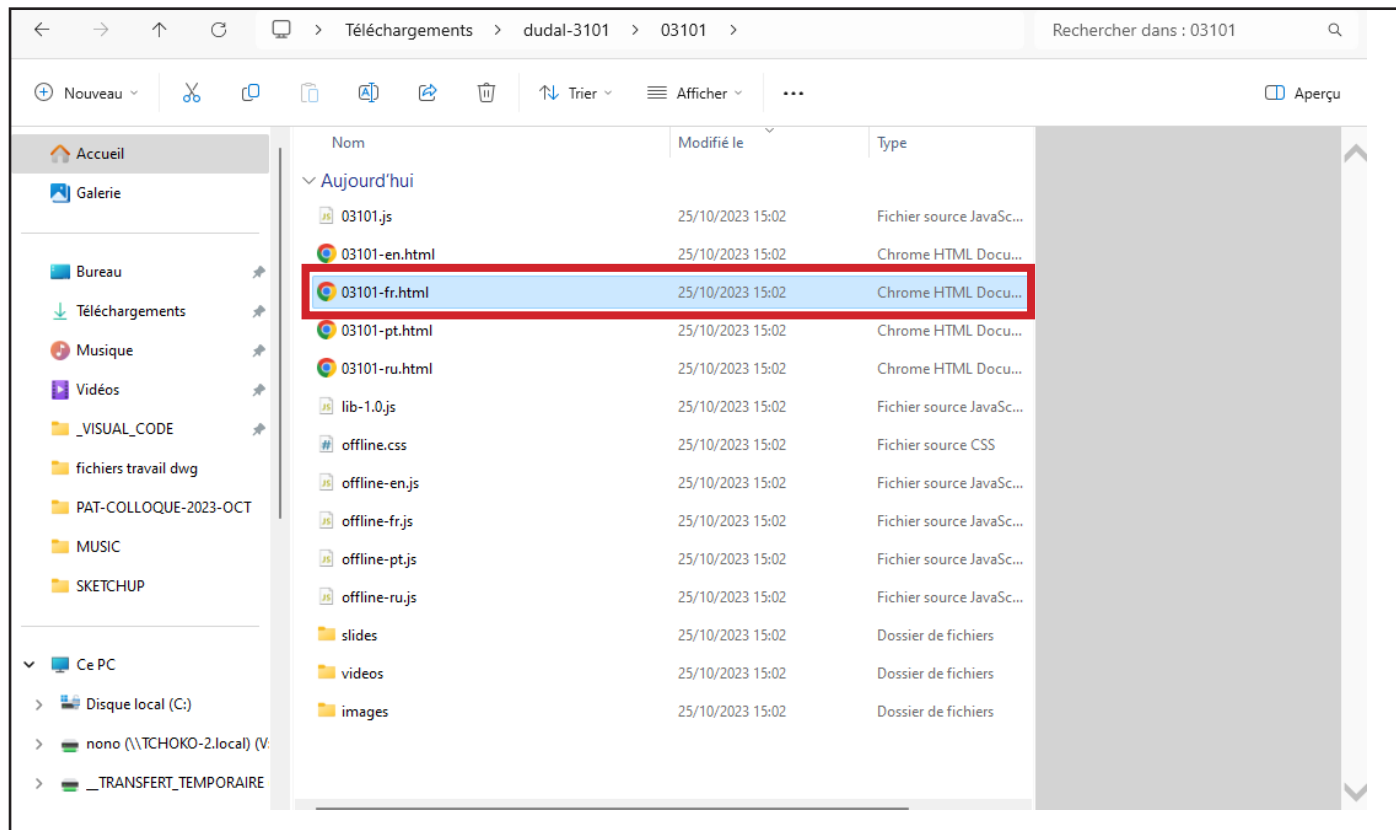 Téléchargements > dudal-3101 > 03101 >
Rechercher dans : 03101
Nouveau
Trier
Afficher
Aperçu
Accueil
Galerie
Bureau
Téléchargements
Musique
Vidéos
_VISUAL_CODE
fichiers travail dwg
PAT-COLLOQUE-2023-OCT
MUSIC
SKETCHUP
Ce PC
Disque local (C:)
nono (\\TCHOKO-2.local) (V:
__TRANSFERT_TEMPORAIRE
Nom Modifié le Type
Aujourd'hui
03101.js 25/10/2023 15:02 Fichier source JavaSc...
03101-en.html 25/10/2023 15:02 Chrome HTML Docu...
03101-fr.html 25/10/2023 15:02 Chrome HTML Docu...
03101-pt.html 25/10/2023 15:02 Chrome HTML Docu...
03101-ru.html 25/10/2023 15:02 Chrome HTML Docu...
lib-1.0.js 25/10/2023 15:02 Fichier source JavaSc...
offline.css 25/10/2023 15:02 Fichier source CSS
offline-en.js 25/10/2023 15:02 Fichier source JavaSc...
offline-fr.js 25/10/2023 15:02 Fichier source JavaSc...
offline-pt.js 25/10/2023 15:02 Fichier source JavaSc...
offline-ru.js 25/10/2023 15:02 Fichier source JavaSc...
slides 25/10/2023 15:02 Dossier de fichiers
videos 25/10/2023 15:02 Dossier de fichiers
images 25/10/2023 15:02 Dossier de fichiers